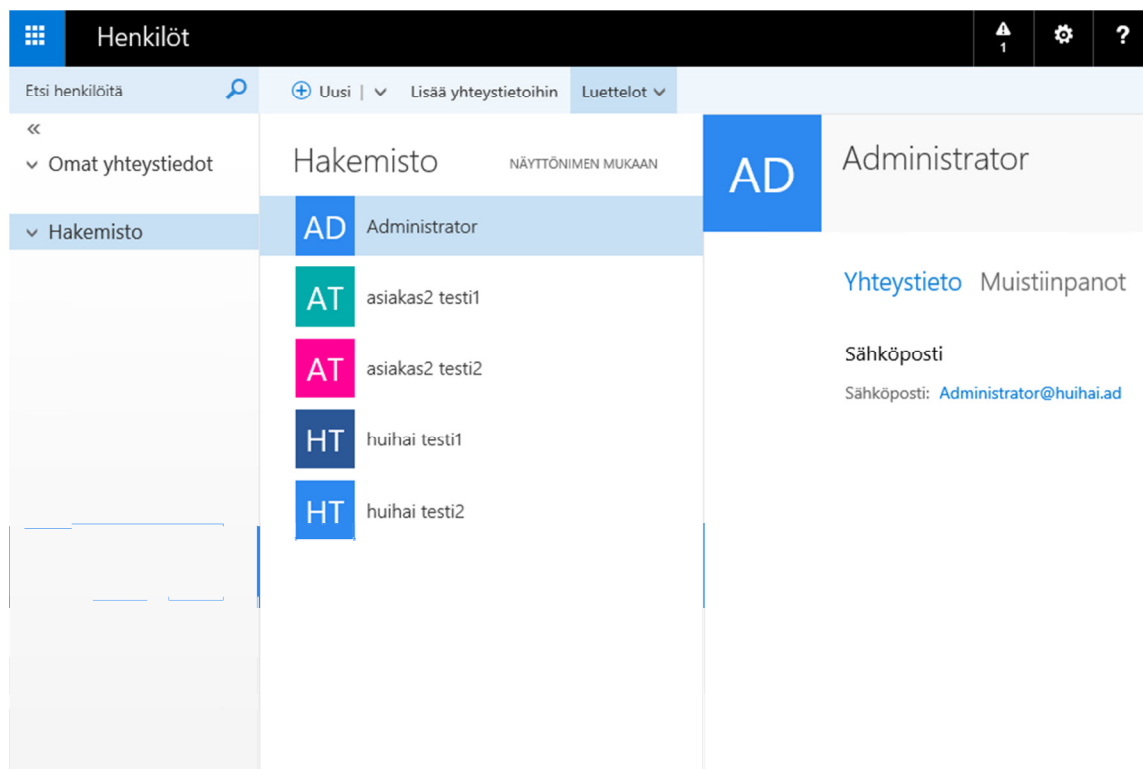 Henkilöt
1
?
Etsi henkilöitä
Uusi | Lisää yhteystietoihin Luettelot
«
Omat yhteystiedot
Hakemisto
Hakemisto NÄYTTÖNIMEN MUKAAN
AD Administrator
AT asiakas2 testi1
AT asiakas2 testi2
HT huihai testi1
HT huihai testi2
AD Administrator
Yhteystieto Muistiinpanot
Sähköposti
Sähköposti: Administrator@huihai.ad